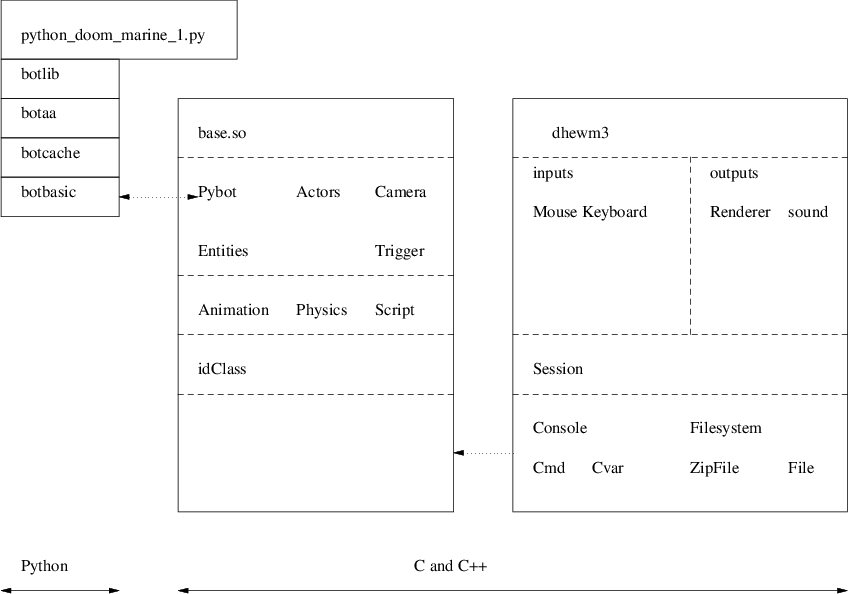 python_doom_marine_1.py
botlib
botaa
botcache
botbasic
base.so
Pybot Actors Camera
Entities Trigger
Animation Physics Script
idClass
dhewm3
inputs outputs
Mouse Keyboard Renderer sound
Session
Console Filesystem
Cmd Cvar ZipFile File
Python C and C++